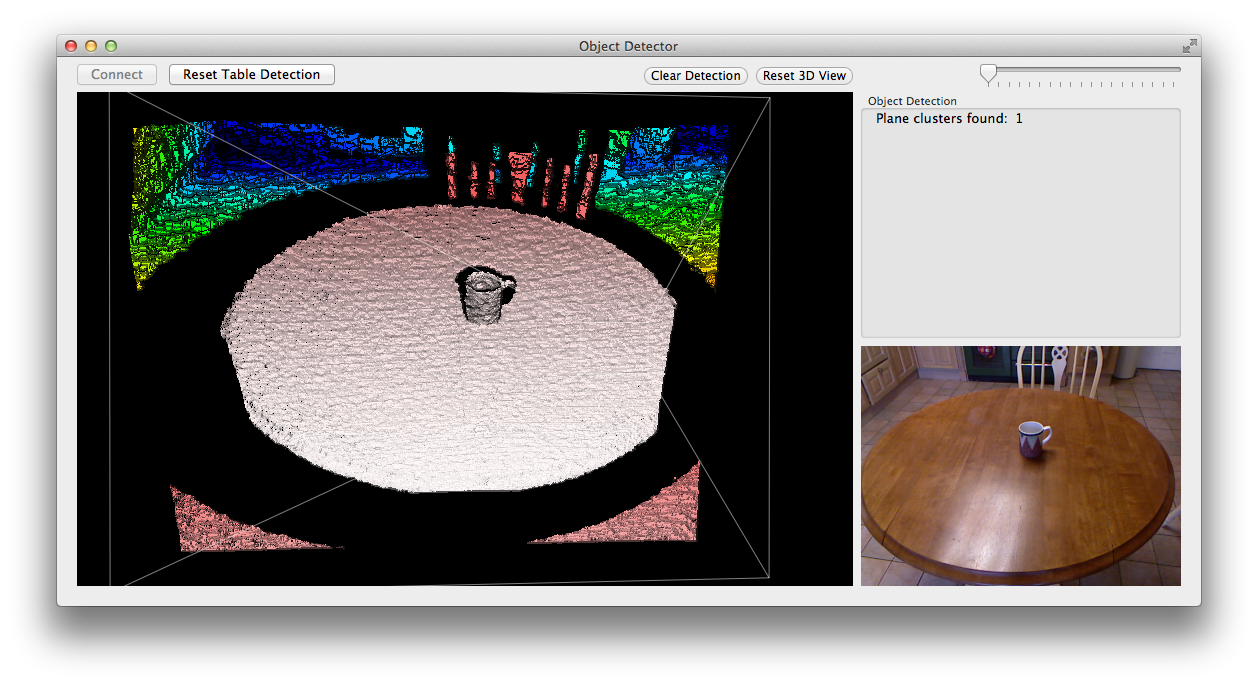 Object Detector
Connect
Reset Table Detection
Clear Detection
Reset 3D View
Object Detection
Plane clusters found: 1